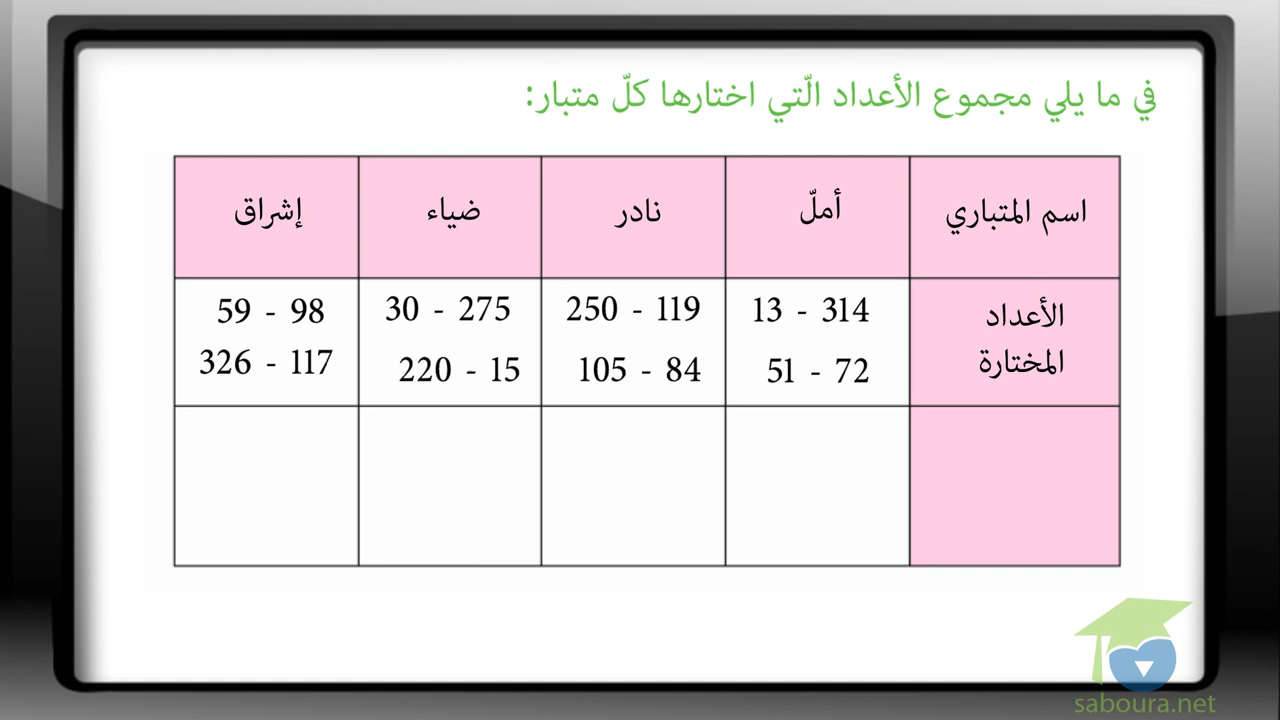 في ما يلي مجموع الأعداد الّتي اختارها كلّ متبار:
اسم المتباري
أملّ
نادر
ضياء
إشراق
الأعداد
المختارة
13 - 314
51 - 72
250 - 119
105 - 84
30 - 275
220 - 15
59 - 98
326 - 117
saboura.net